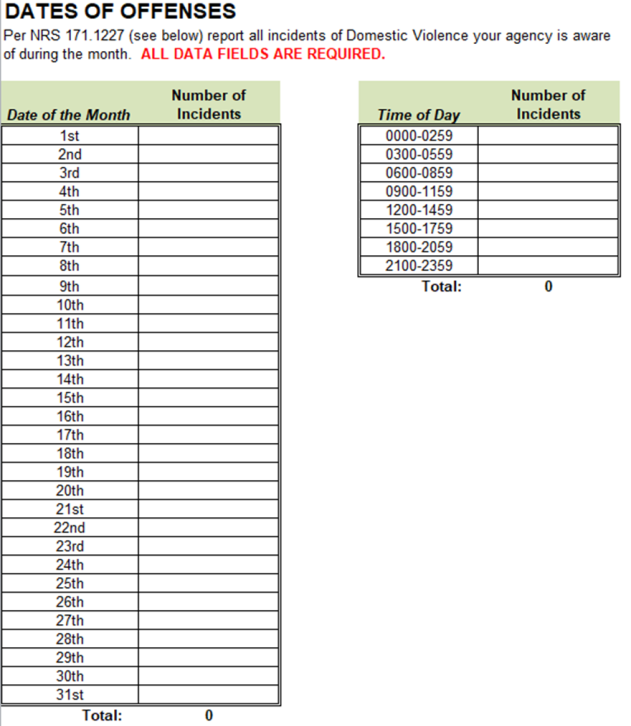 DATES OF OFFENSES
Per NRS 171.1227 (see below) report all incidents of Domestic Violence your agency is aware
of during the month. ALL DATA FIELDS ARE REQUIRED.
Date of the Month Number of Incidents
1st
2nd
3rd
4th
5th
6th
7th
8th
9th
10th
11th
12th
13th
14th
15th
16th
17th
18th
19th
20th
21st
22nd
23rd
24th
25th
26th
27th
28th
29th
30th
31st
Total: 0
Time of Day Number of Incidents
0000-0259
0300-0559
0600-0859
0900-1159
1200-1459
1500-1759
1800-2059
2100-2359
Total: 0